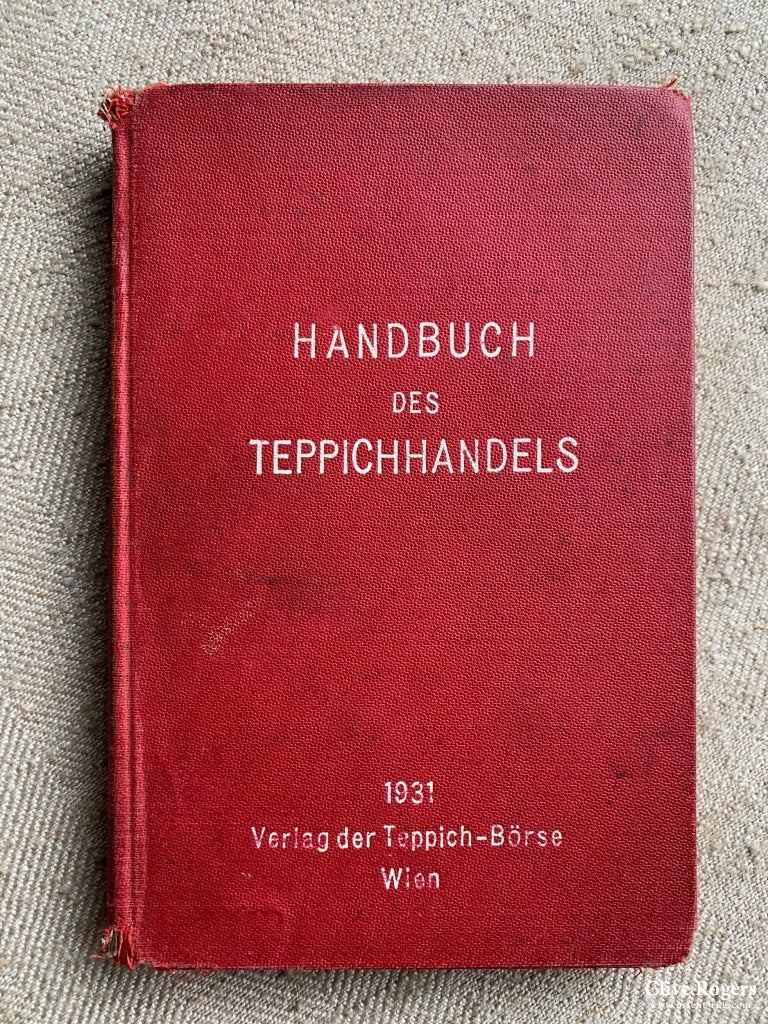 HANDBUCH
DES
TEPPICHHANDELS
1931
Verlag der Teppich-Börse
Wien
Clive Rogers